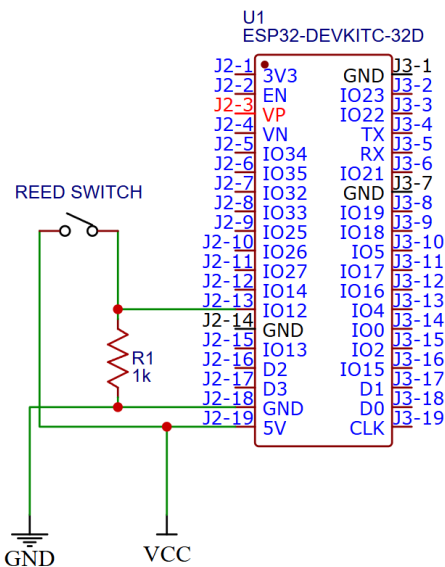 U1
ESP32-DEVKITC-32D
J2-1 3V3 GND J3-1
J2-2 EN IO23 J3-2
J2-3 VP IO22 J3-3
J2-4 VN TX J3-4
J2-5 IO34 RX J3-5
J2-6 IO35 IO21 J3-6
J2-7 IO32 GND J3-7
J2-8 IO33 IO19 J3-8
J2-9 IO25 IO18 J3-9
J2-10 IO26 IO5 J3-10
J2-11 IO27 IO17 J3-11
J2-12 IO14 IO16 J3-12
J2-13 IO12 IO4 J3-13
J2-14 GND IO0 J3-14
J2-15 IO13 IO2 J3-15
J2-16 D2 IO15 J3-16
J2-17 D3 D1 J3-17
J2-18 GND D0 J3-18
J2-19 5V CLK J3-19
REED SWITCH
R1
1k
GND
VCC